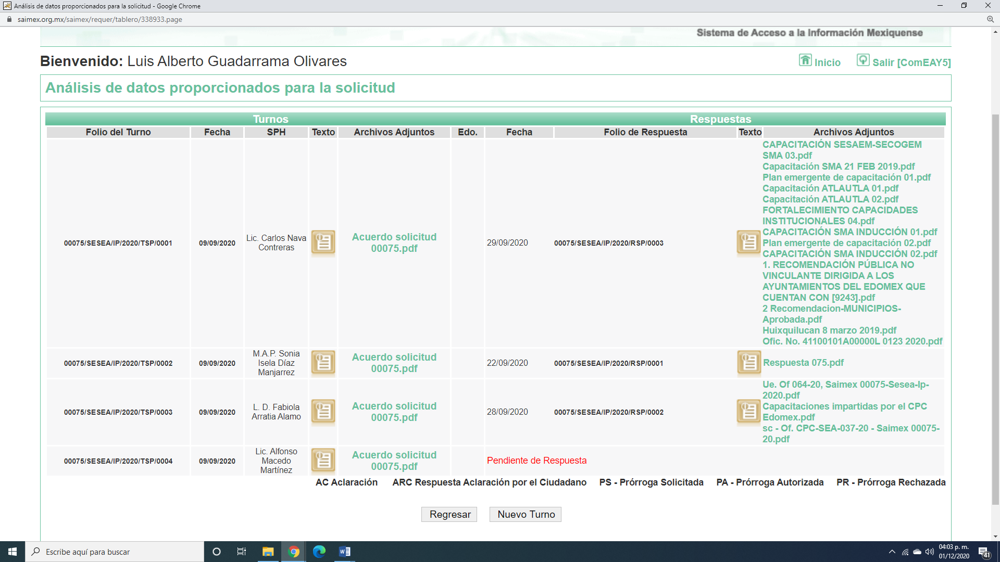 Análisis de datos proporcionados para la solicitud - Google Chrome
saimex.org.mx/saimex/requer/tablero/338933.page
Sistema de Acceso a la Información Mexiquense
Bienvenido: Luis Alberto Guadarrama Olivares
Inicio
Salir [ComEAY5]
Análisis de datos proporcionados para la solicitud
Turnos
Respuestas
Folio del Turno
Fecha
SPH
Texto
Archivos Adjuntos
Edo.
Fecha
Folio de Respuesta
Texto
Archivos Adjuntos
00075/SESEA/IP/2020/TSP/0001
09/09/2020
Lic. Carlos Nava
Contreras
Acuerdo solicitud
00075.pdf
29/09/2020
00075/SESEA/IP/2020/RSP/0003
CAPACITACIÓN SESAEM-SECOGEM
SMA 03.pdf
Capacitación SMA 21 FEB 2019.pdf
Plan emergente de capacitación 01.pdf
Capacitación ATLAUTLA 01.pdf
Capacitación ATLAUTLA 02.pdf
FORTALECIMIENTO CAPACIDADES
INSTITUCIONALES 04.pdf
CAPACITACIÓN SMA INDUCCIÓN 01.pdf
Plan emergente de capacitación 02.pdf
CAPACITACIÓN SMA INDUCCIÓN 02.pdf
1. RECOMENDACIÓN PÚBLICA NO
VINCULANTE DIRIGIDA A LOS
AYUNTAMIENTOS DEL EDOMEX QUE
CUENTAN CON [9243].pdf
2 Recomendacion-MUNICIPIOS-
Aprobada.pdf
Huixquilucan 8 marzo 2019.pdf
Ofic. No. 41100101A00000L 0123 2020.pdf
00075/SESEA/IP/2020/TSP/0002
09/09/2020
M.A.P. Sonia
Isela Díaz
Manjarrez
Acuerdo solicitud
00075.pdf
22/09/2020
00075/SESEA/IP/2020/RSP/0001
Respuesta 075.pdf
00075/SESEA/IP/2020/TSP/0003
09/09/2020
L. D. Fabiola
Arratia Alamo
Acuerdo solicitud
00075.pdf
28/09/2020
00075/SESEA/IP/2020/RSP/0002
Ue. Of 064-20, Saimex 00075-Sesea-Ip-
2020.pdf
Capacitaciones impartidas por el CPC
Edomex.pdf
sc - Of. CPC-SEA-037-20 - Saimex 00075-
20.pdf
00075/SESEA/IP/2020/TSP/0004
09/09/2020
Lic. Alfonso
Macedo
Martínez
Acuerdo solicitud
00075.pdf
Pendiente de Respuesta
AC Aclaración
ARC Respuesta Aclaración por el Ciudadano
PS - Prórroga Solicitada
PA - Prórroga Autorizada
PR - Prórroga Rechazada
Regresar
Nuevo Turno
Escribe aquí para buscar
04:03 p. m.
01/12/2020
41